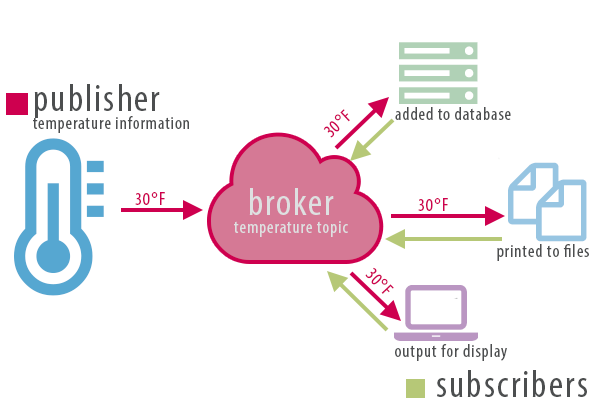 publisher
temperature information
30°F
broker
temperature topic
30°F
added to database
30°F
printed to files
30°F
output for display
subscribers